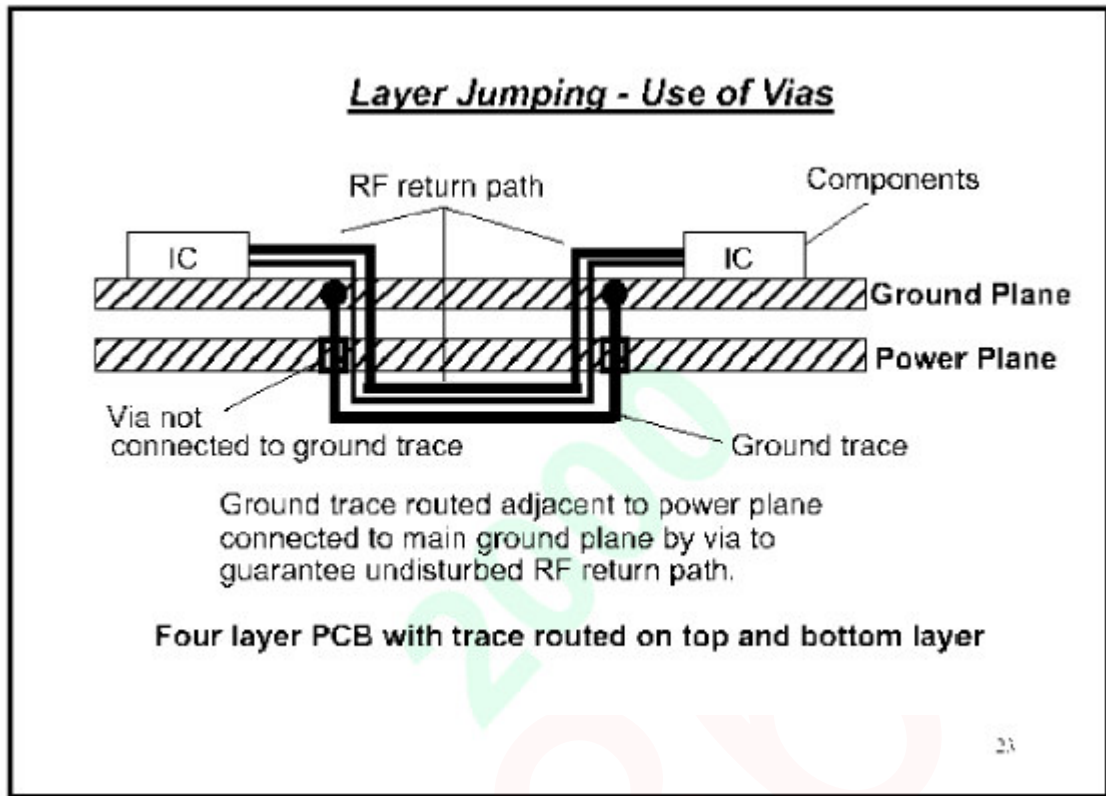 Layer Jumping - Use of Vias
RF return path
Components
IC
IC
Ground Plane
Power Plane
Via not
connected to ground trace
Ground trace
Ground trace routed adjacent to power plane
connected to main ground plane by via to
guarantee undisturbed RF return path.
Four layer PCB with trace routed on top and bottom layer
2000
23